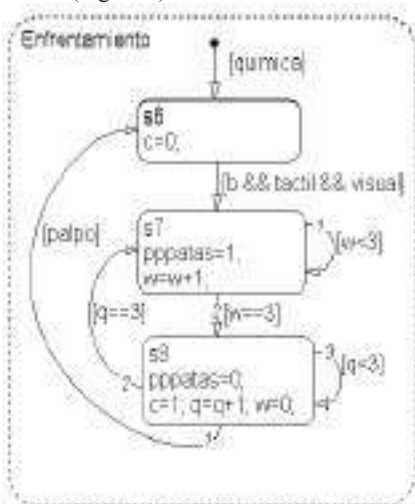 Enfrentamiento
[quimica]
s6
c=0;
[b && tactil && visual]
[palpo]
s7
pppatas=1,
w=w+1;
1
[w<3]
[q==3]
2
[w==3]
s8
pppatas=0;
c=1; q=q+1, w=0;
2
3
[q<3]
1